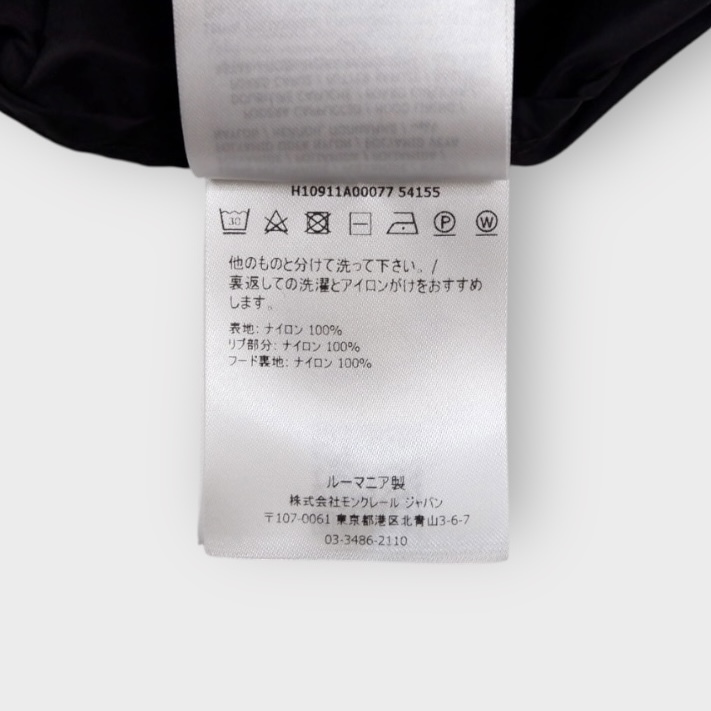 H10911A00077 54155
30 P W
他のものと分けて洗って下さい。/
裏返しての洗濯とアイロンがけをおすすめ
します。
表地: ナイロン 100%
リブ部分: ナイロン 100%
フード裏地: ナイロン 100%
ルーマニア製
株式会社モンクレール ジャパン
〒107-0061 東京都港区北青山3-6-7
03-3486-2110